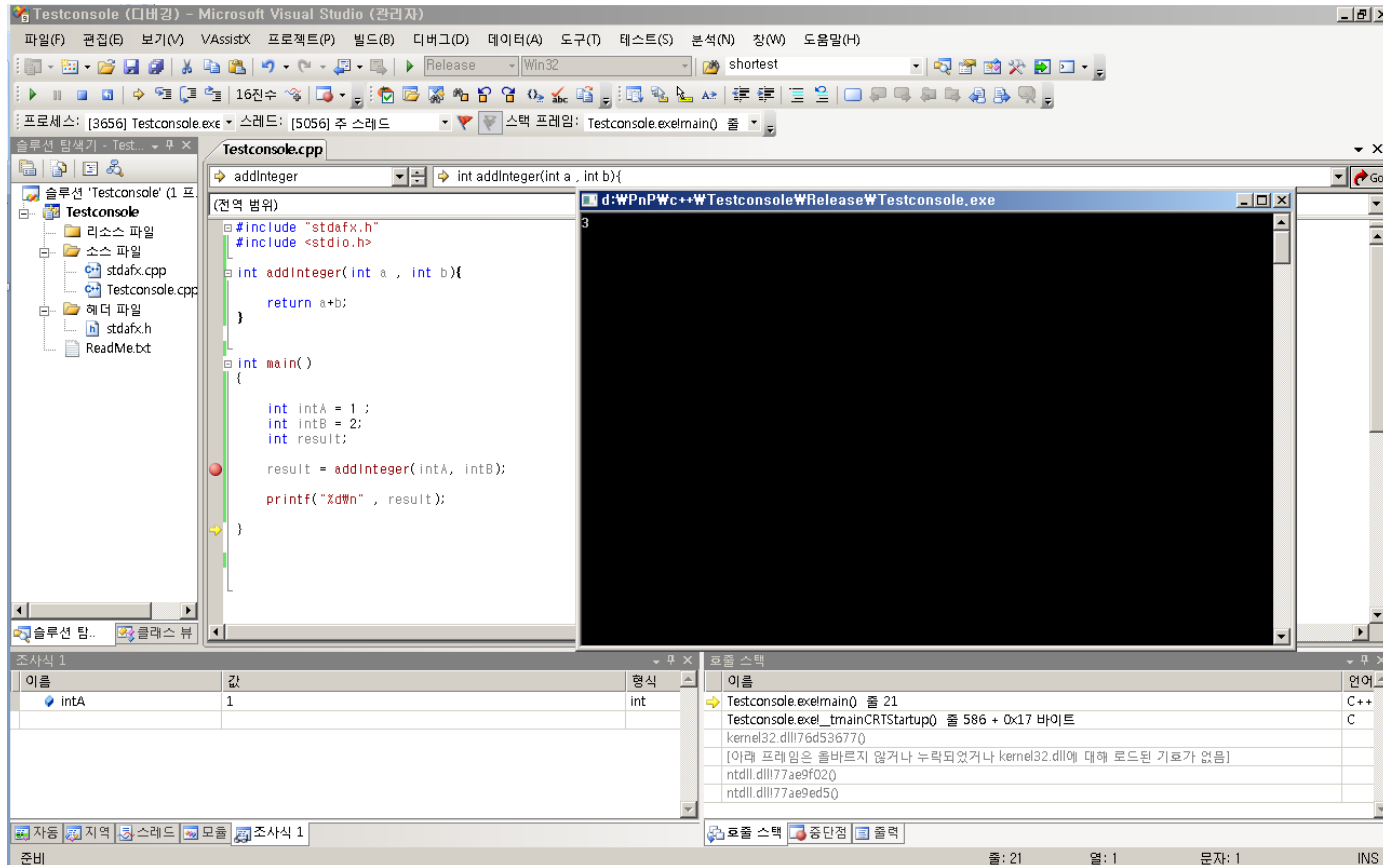 Testconsole (디버깅) - Microsoft Visual Studio (관리자)
파일(F) 편집(E) 보기(V) VAssistX 프로젝트(P) 빌드(B) 디버그(D) 데이터(A) 도구(T) 테스트(S) 분석(N) 창(W) 도움말(H)
Release Win32 shortest
16진수
프로세스: [3656] Testconsole.exe 스레드: [5056] 주 스레드 스택 프레임: Testconsole.exe!main() 줄
솔루션 탐색기 - Test...
솔루션 'Testconsole' (1 프
Testconsole
리소스 파일
소스 파일
stdafx.cpp
Testconsole.cpp
헤더 파일
stdafx.h
ReadMe.txt
솔루션 탐..
클래스 뷰
Testconsole.cpp
addInteger
int addInteger(int a , int b){
Go
(전역 범위)
#include "stdafx.h"
#include <stdio.h>
int addInteger(int a , int b){
return a+b;
}
int main()
{
int intA = 1 ;
int intB = 2;
int result;
result = addInteger(intA, intB);
printf("%d₩n" , result);
}
d:₩PnP₩c++₩Testconsole₩Release₩Testconsole.exe
3
조사식 1
이름 값 형식
intA 1 int
자동 지역 스레드 모듈 조사식 1
호출 스택
이름 언어
Testconsole.exe!main() 줄 21 C++
Testconsole.exe!__tmainCRTStartup() 줄 586 + 0x17 바이트 C
kernel32.dll!76d53677()
[아래 프레임은 올바르지 않거나 누락되었거나 kernel32.dll에 대해 로드된 기호가 없음]
ntdll.dll!77ae9f02()
ntdll.dll!77ae9ed5()
호출 스택 중단점 출력
준비 줄: 21 열: 1 문자: 1 INS